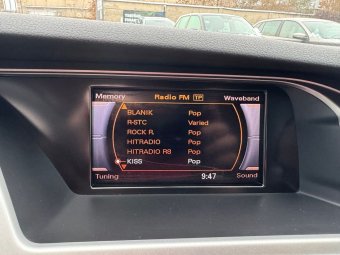 Memory Radio FM TP Waveband
BLANIK Pop
R-STC Varied
ROCK R. Pop
HITRADIO Pop
HITRADIO R8 Pop
KISS Pop
Tuning 9:47 Sound